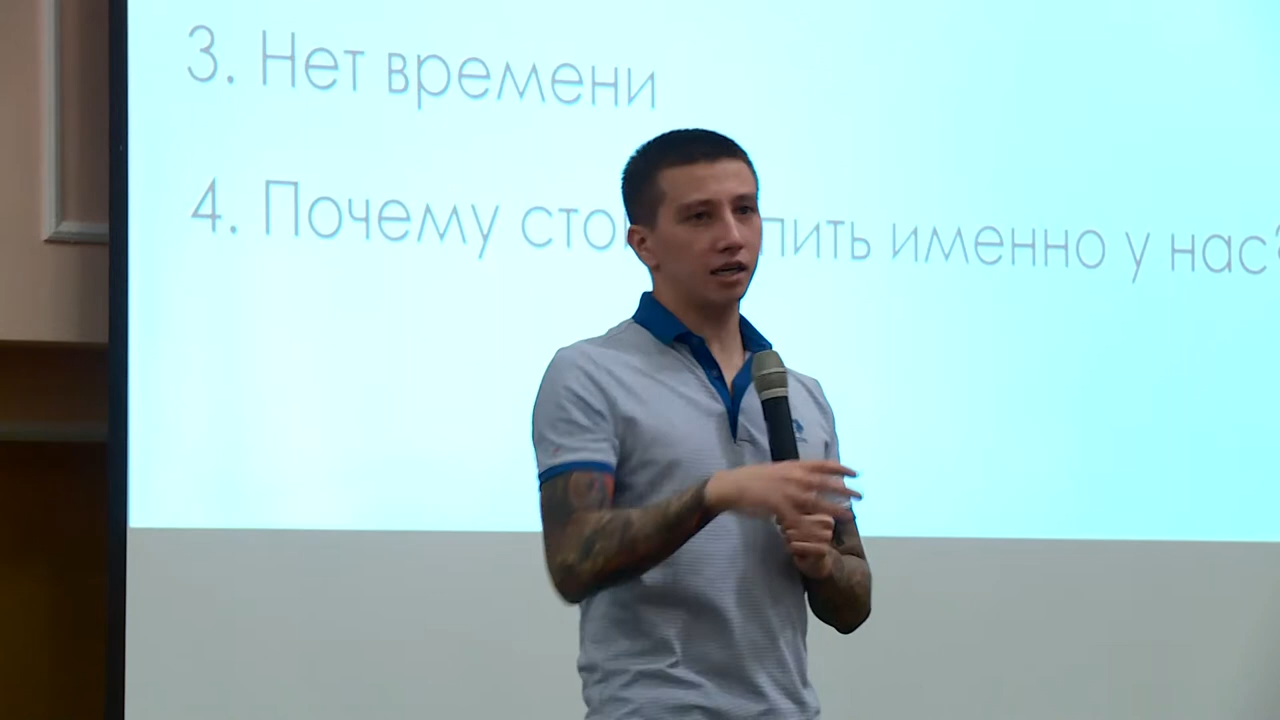 3. Нет времени
4. Почему именно у нас?